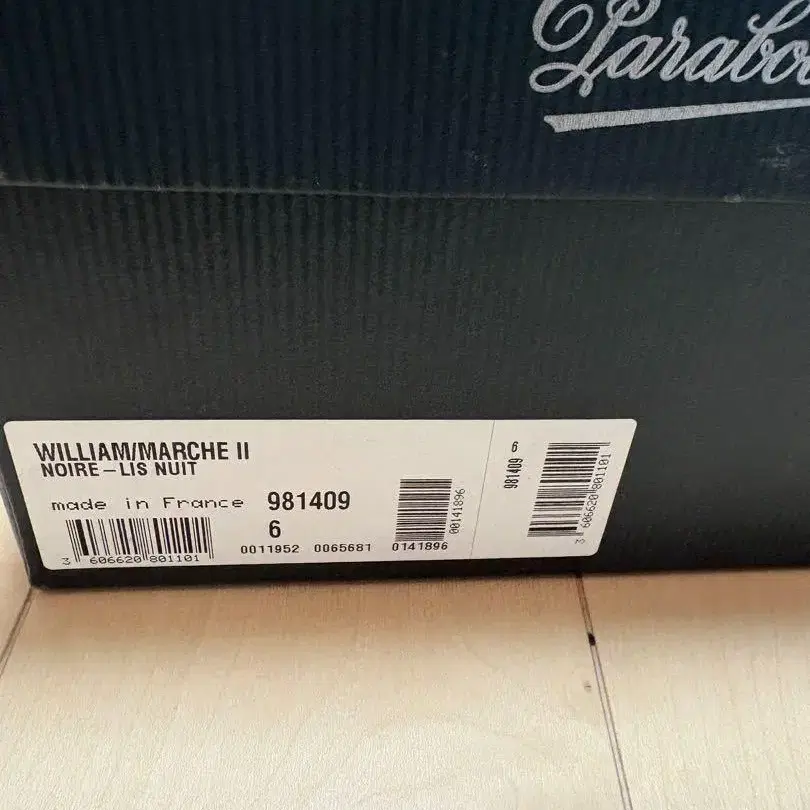 Parabo
WILLIAM/MARCHE II
NOIRE–LIS NUIT
made in France 981409
6
3 606620 801101
0011952 0065681 0141896
00141896
6
981409
3 606620 801101